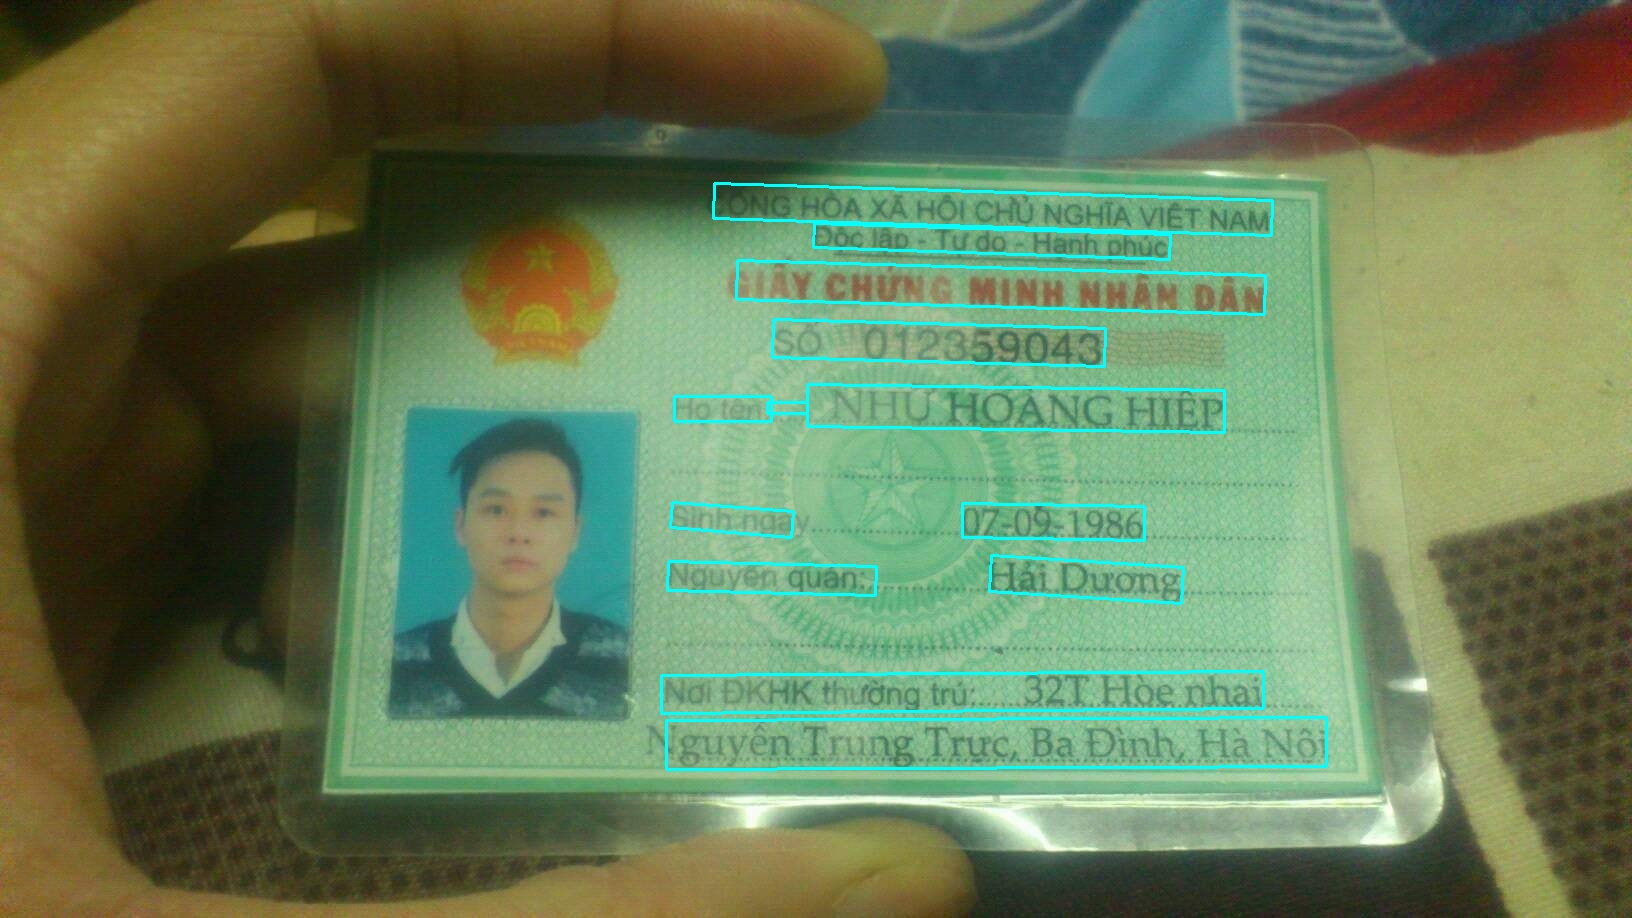 CỘNG HÒA XÃ HỘI CHỦ NGHĨA VIỆT NAM
Độc lập - Tự do - Hạnh phúc
GIẤY CHỨNG MINH NHÂN DÂN
SỐ 012359043
Họ tên: NHƯ HOÀNG HIỆP
Sinh ngày 07-09-1986
Nguyên quán: Hải Dương
Nơi ĐKHK thường trú: 32T Hòe nhai
Nguyễn Trung Trực, Ba Đình, Hà Nội